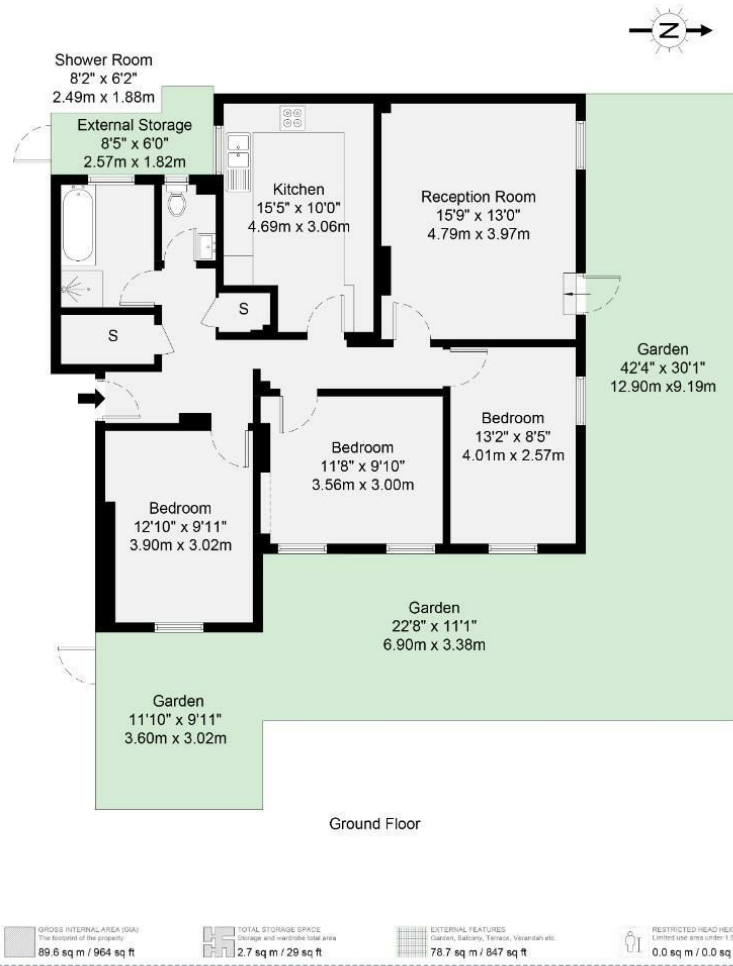 N
Shower Room
8'2" x 6'2"
2.49m x 1.88m
External Storage
8'5" x 6'0"
2.57m x 1.82m
Kitchen
15'5" x 10'0"
4.69m x 3.06m
Reception Room
15'9" x 13'0"
4.79m x 3.97m
S
S
Garden
42'4" x 30'1"
12.90m x9.19m
Bedroom
13'2" x 8'5"
4.01m x 2.57m
Bedroom
11'8" x 9'10"
3.56m x 3.00m
Bedroom
12'10" x 9'11"
3.90m x 3.02m
Garden
22'8" x 11'1"
6.90m x 3.38m
Garden
11'10" x 9'11"
3.60m x 3.02m
Ground Floor
GROSS INTERNAL AREA (GIA)
The footprint of the property
89.6 sq m / 964 sq ft
TOTAL STORAGE SPACE
Storage and wardrobe total area
2.7 sq m / 29 sq ft
EXTERNAL FEATURES
Garden, Balcony, Terrace, Verandah etc.
78.7 sq m / 847 sq ft
RESTRICTED HEAD HEI
Limited use area under 1.5
0.0 sq m / 0.0 sq